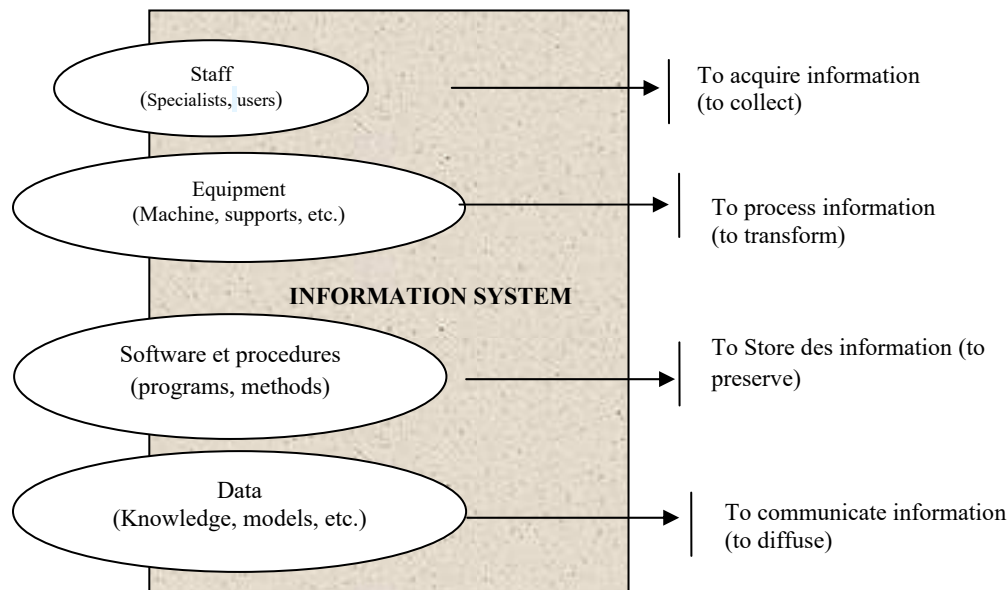 Staff
(Specialists, users)
To acquire information
(to collect)
Equipment
(Machine, supports, etc.)
To process information
(to transform)
INFORMATION SYSTEM
Software et procedures
(programs, methods)
To Store des information (to
preserve)
Data
(Knowledge, models, etc.)
To communicate information
(to diffuse)